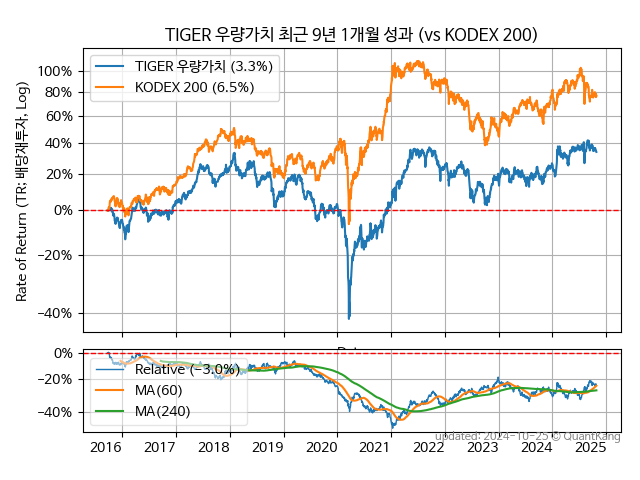 TIGER 우량가치 최근 9년 1개월 성과 (vs KODEX 200)
Rate of Return (TR: 배당재투자, Log)
TIGER 우량가치 (3.3%)
KODEX 200 (6.5%)
100%
80%
60%
40%
20%
0%
−20%
−40%
0%
−20%
−40%
Relative (−3.0%)
MA(60)
MA(240)
2016 2017 2018 2019 2020 2021 2022 2023 2024 2025
updated: 2024-10-25 © QuantKang